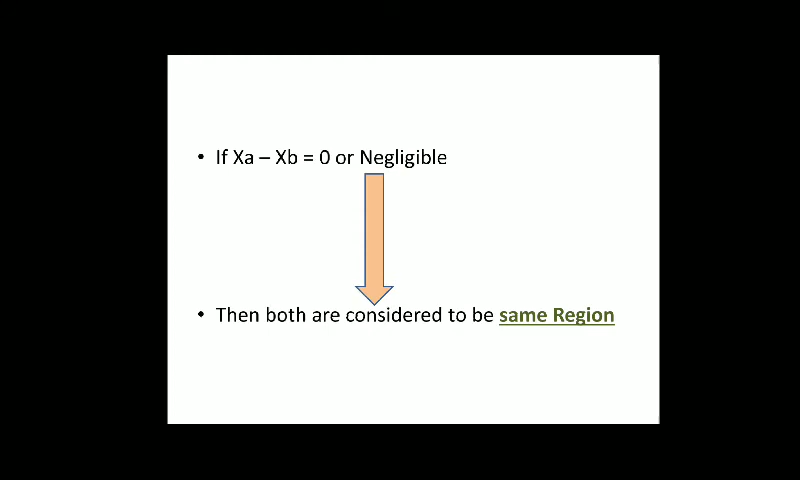 • If Xa – Xb = 0 or Negligible
• Then both are considered to be same Region